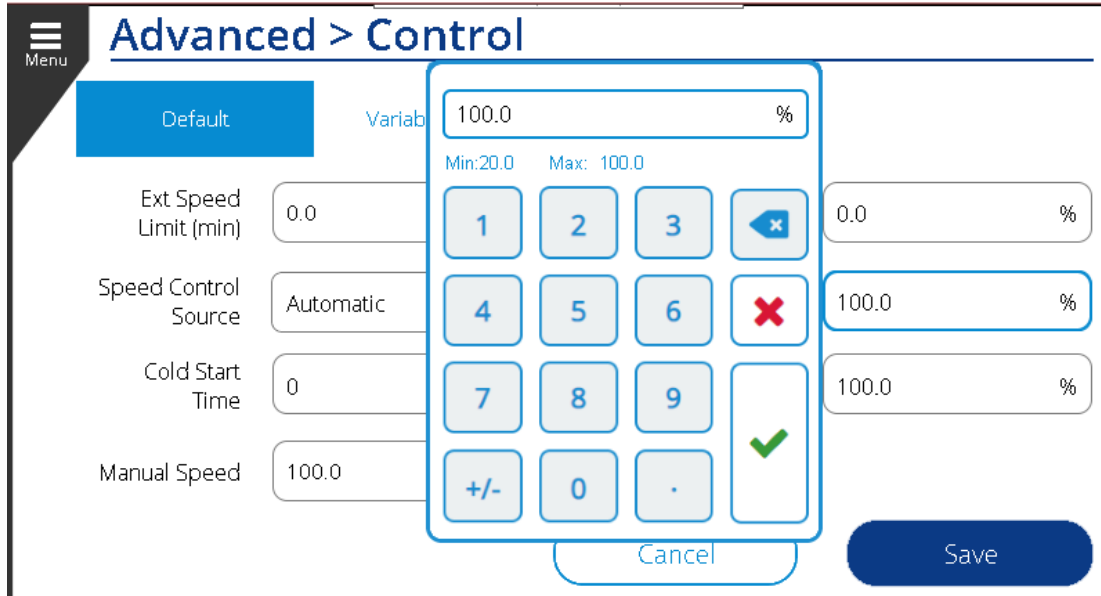 Menu
Advanced > Control
Default
Variab
100.0 %
Min:20.0 Max: 100.0
Ext Speed
Limit (min)
0.0
0.0 %
1 2 3
Speed Control
Source
Automatic
100.0 %
4 5 6
Cold Start
Time
0
100.0 %
7 8 9
Manual Speed
100.0
+/- 0 .
Cancel
Save